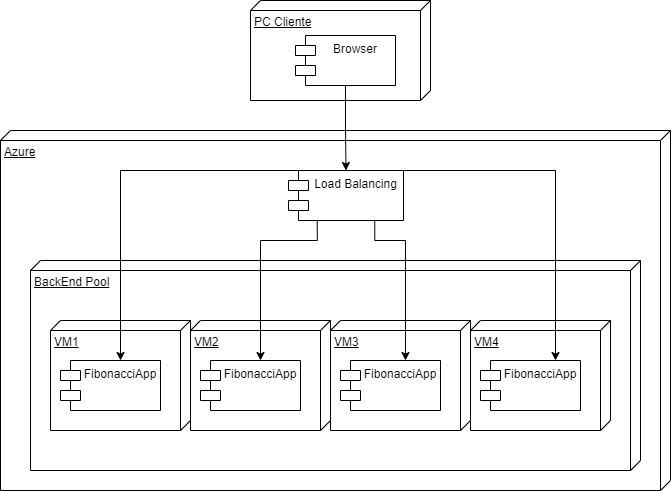 PC Cliente
Browser
Azure
Load Balancing
BackEnd Pool
VM1
VM2
VM3
VM4
FibonacciApp
FibonacciApp
FibonacciApp
FibonacciApp